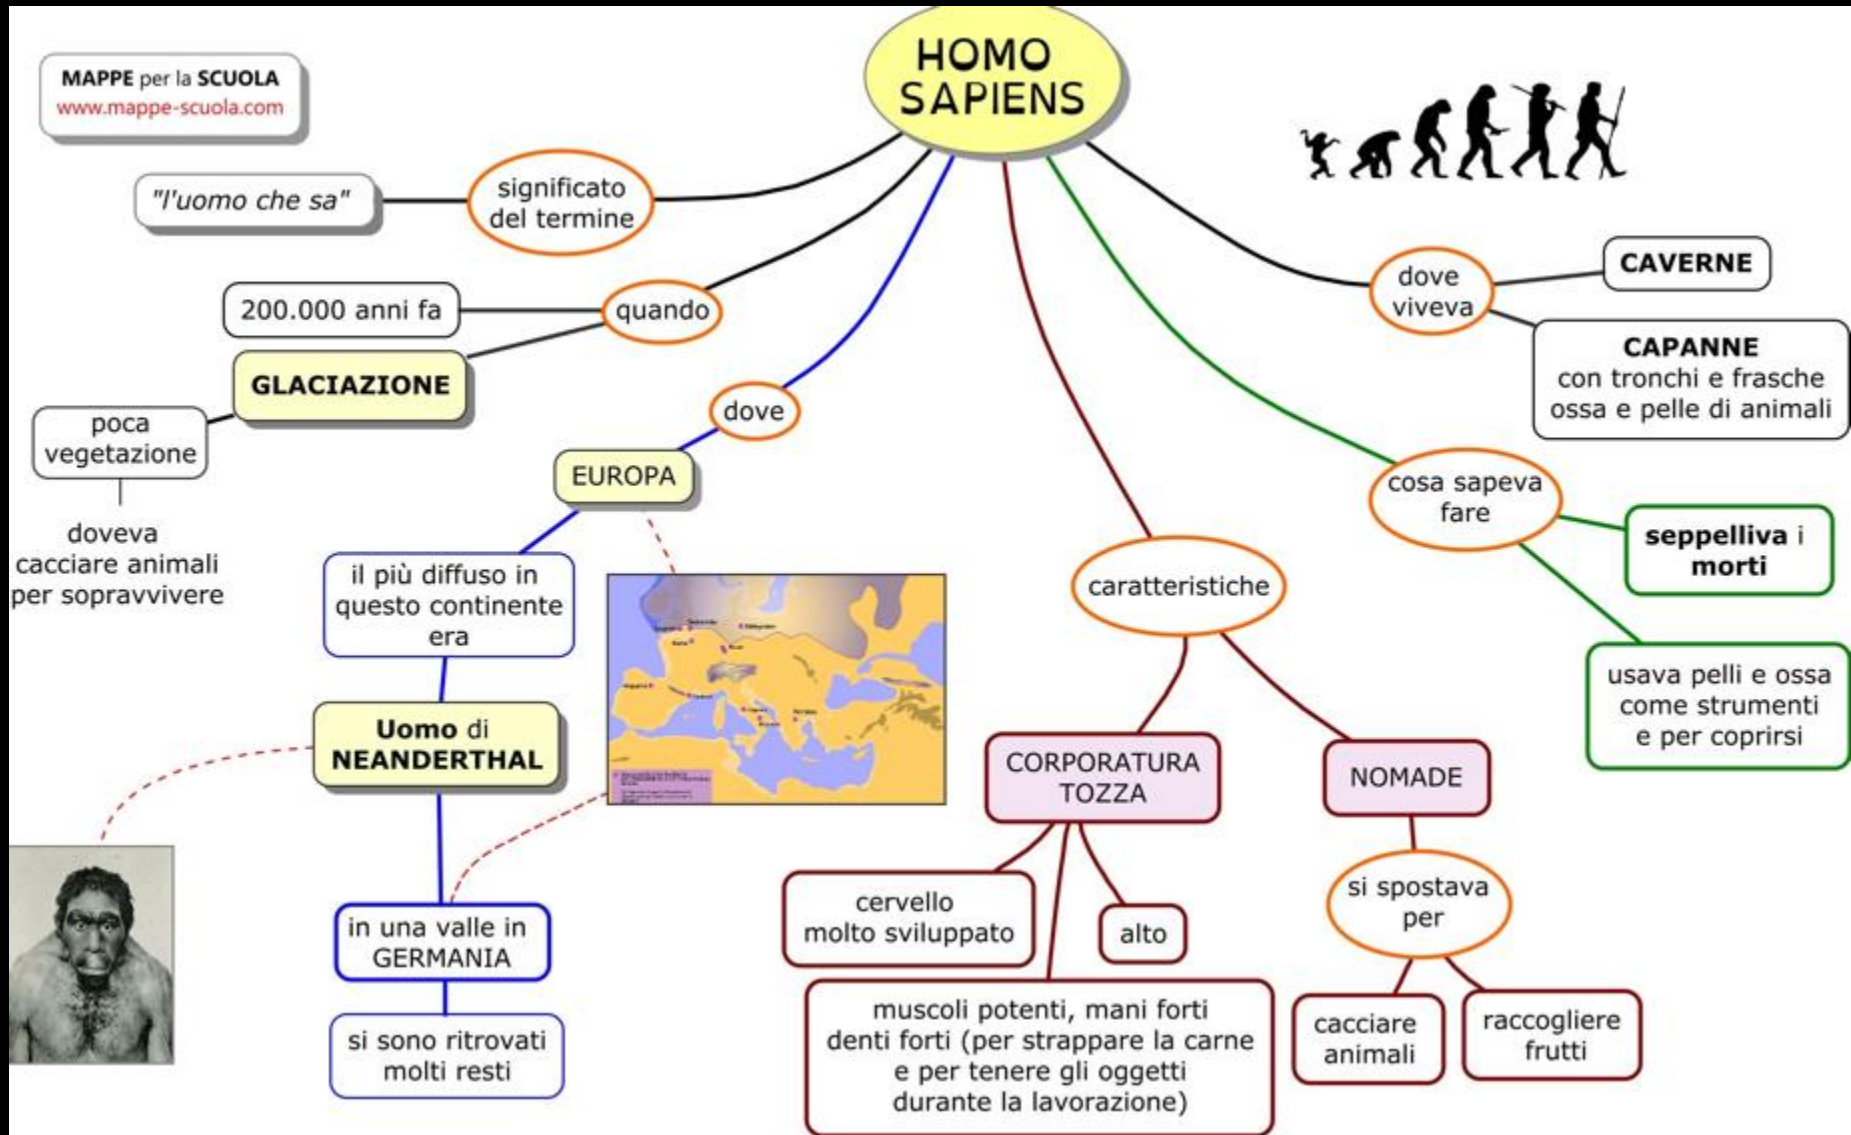 HOMO
SAPIENS
MAPPE per la SCUOLA
www.mappe-scuola.com
significato
del termine
"l'uomo che sa"
quando
200.000 anni fa
GLACIAZIONE
poca
vegetazione
doveva
cacciare animali
per sopravvivere
dove
EUROPA
il più diffuso in
questo continente
era
Uomo di
NEANDERTHAL
in una valle in
GERMANIA
si sono ritrovati
molti resti
caratteristiche
CORPORATURA
TOZZA
cervello
molto sviluppato
alto
muscoli potenti, mani forti
denti forti (per strappare la carne
e per tenere gli oggetti
durante la lavorazione)
NOMADE
si spostava
per
cacciare
animali
raccogliere
frutti
cosa sapeva
fare
seppelliva i
morti
usava pelli e ossa
come strumenti
e per coprirsi
dove
viveva
CAVERNE
CAPANNE
con tronchi e frasche
ossa e pelle di animali